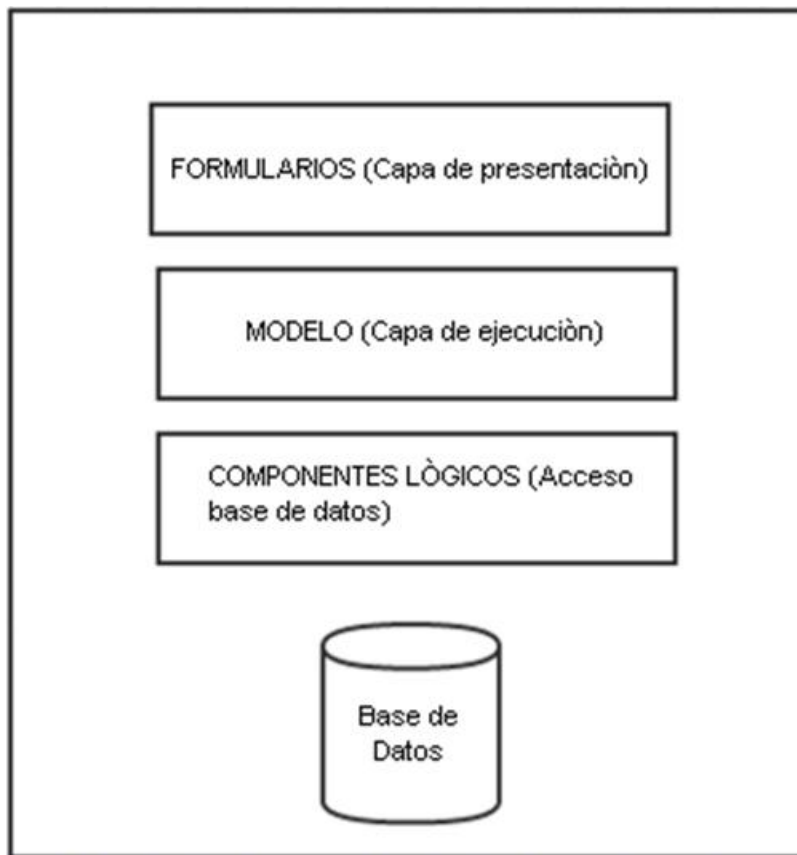 FORMULARIOS (Capa de presentaciòn)
MODELO (Capa de ejecuciòn)
COMPONENTES LÒGICOS (Acceso
base de datos)
Base de
Datos